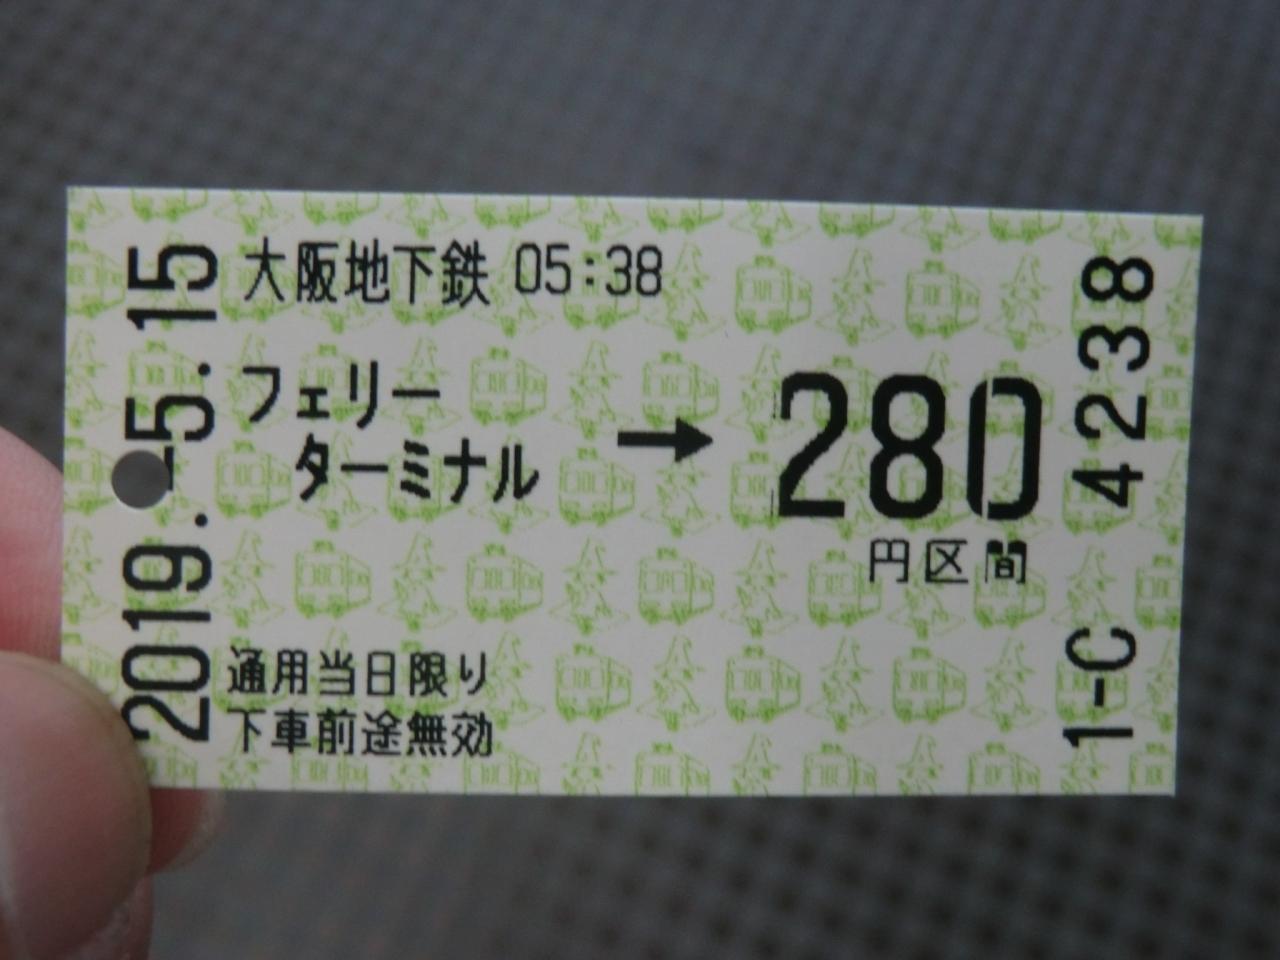 大阪地下鉄 05:38
フェリー
ターミナル
→ 280
円区間
通用当日限り
下車前途無効
2019.-5.15
1-C 4238